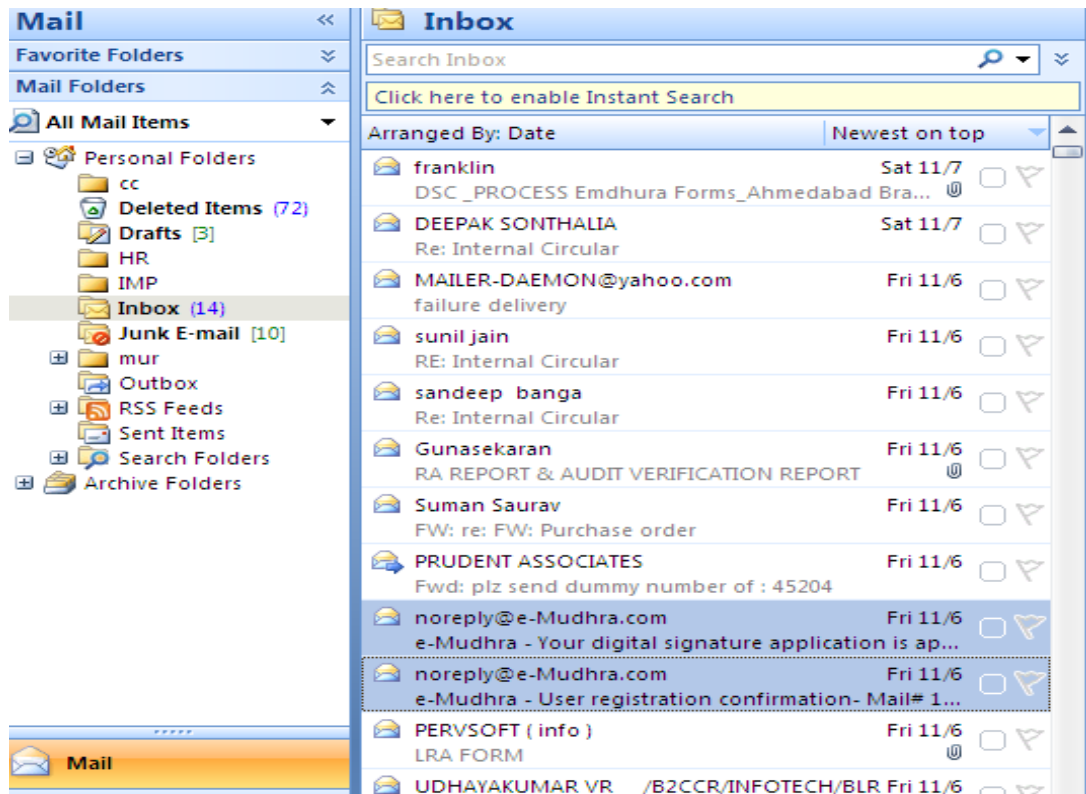 Mail
Favorite Folders
Mail Folders
All Mail Items
Personal Folders
cc
Deleted Items (72)
Drafts [3]
HR
IMP
Inbox (14)
Junk E-mail [10]
mur
Outbox
RSS Feeds
Sent Items
Search Folders
Archive Folders
Mail
Inbox
Search Inbox
Click here to enable Instant Search
Arranged By: Date Newest on top
franklin Sat 11/7
DSC _PROCESS Emdhura Forms_Ahmedabad Bra...
DEEPAK SONTHALIA Sat 11/7
Re: Internal Circular
MAILER-DAEMON@yahoo.com Fri 11/6
failure delivery
sunil jain Fri 11/6
RE: Internal Circular
sandeep banga Fri 11/6
Re: Internal Circular
Gunasekaran Fri 11/6
RA REPORT & AUDIT VERIFICATION REPORT
Suman Saurav Fri 11/6
FW: re: FW: Purchase order
PRUDENT ASSOCIATES Fri 11/6
Fwd: plz send dummy number of : 45204
noreply@e-Mudhra.com Fri 11/6
e-Mudhra - Your digital signature application is ap...
noreply@e-Mudhra.com Fri 11/6
e-Mudhra - User registration confirmation- Mail# 1...
PERVSOFT ( info ) Fri 11/6
LRA FORM
UDHAYAKUMAR VR /B2CCR/INFOTECH/BLR Fri 11/6